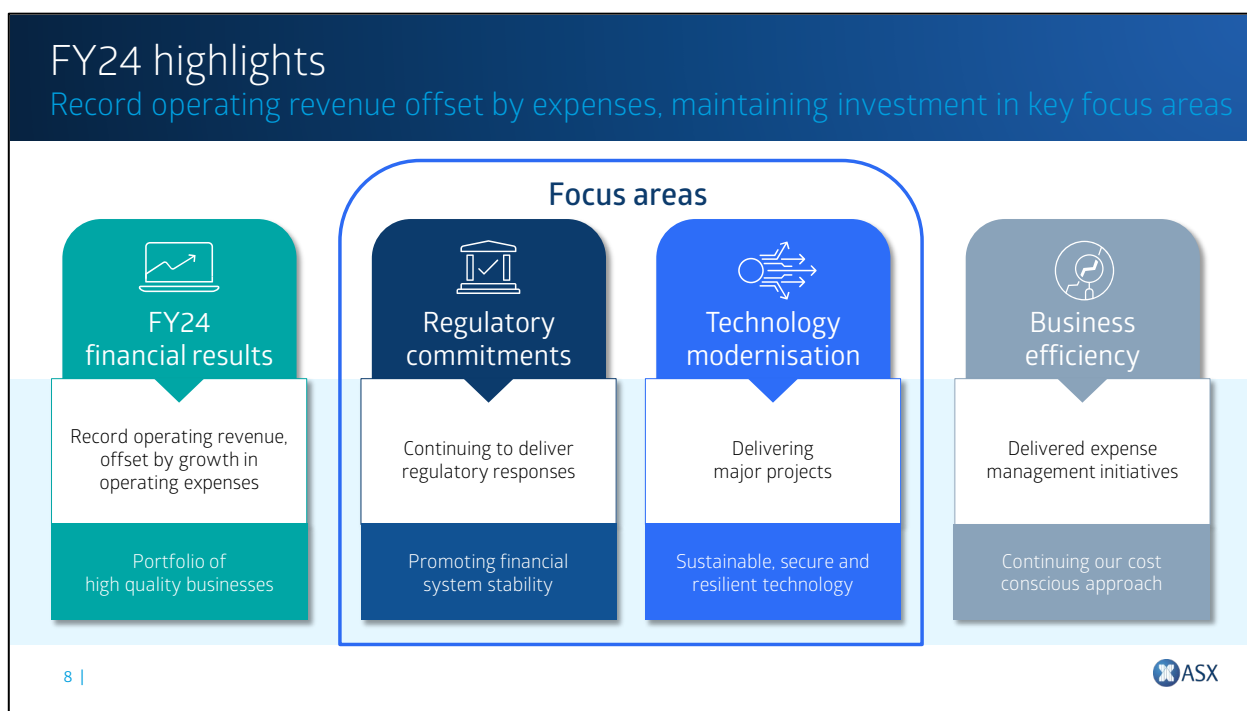 FY24 highlights
Record operating revenue offset by expenses, maintaining investment in key focus areas
Focus areas
FY24
financial results
Record operating revenue,
offset by growth in
operating expenses
Portfolio of
high quality businesses
Regulatory
commitments
Continuing to deliver
regulatory responses
Promoting financial
system stability
Technology
modernisation
Delivering
major projects
Sustainable, secure and
resilient technology
Business
efficiency
Delivered expense
management initiatives
Continuing our cost
conscious approach
8 |
ASX